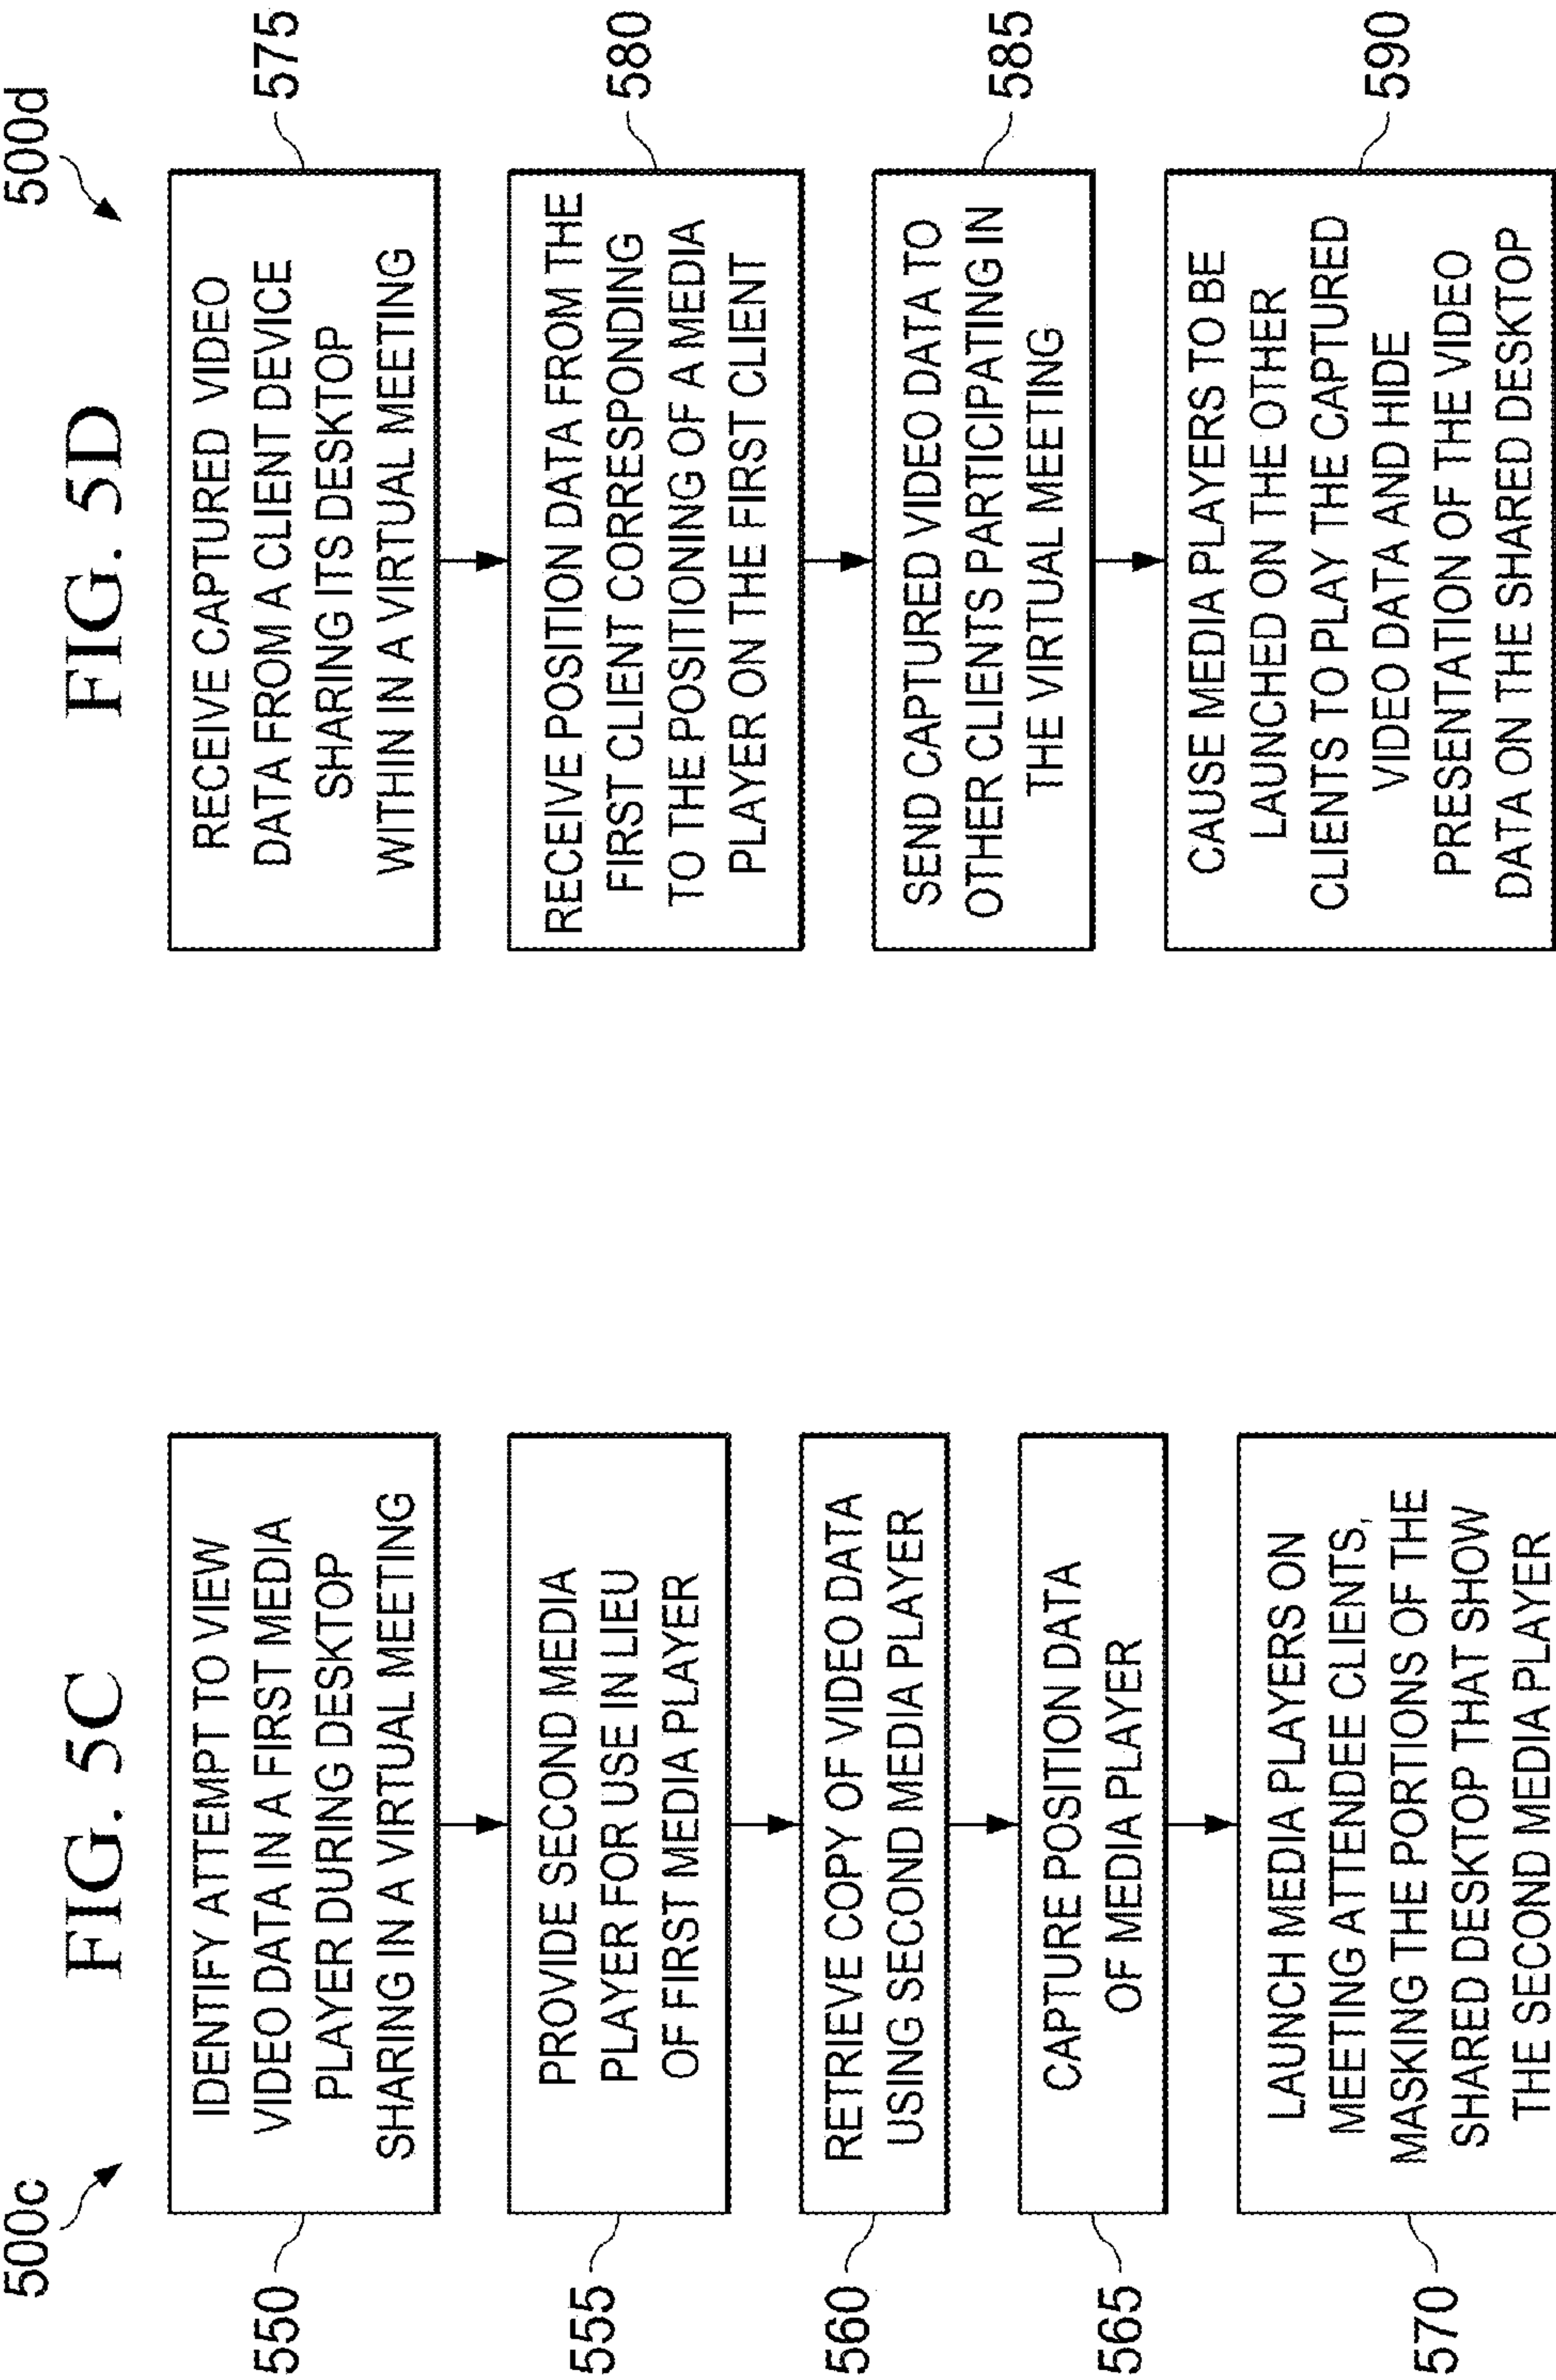 FIG. 5C
500c
550
IDENTIFY ATTEMPT TO VIEW
VIDEO DATA IN A FIRST MEDIA
PLAYER DURING DESKTOP
SHARING IN A VIRTUAL MEETING
555
PROVIDE SECOND MEDIA
PLAYER FOR USE IN LIEU
OF FIRST MEDIA PLAYER
560
RETRIEVE COPY OF VIDEO DATA
USING SECOND MEDIA PLAYER
565
CAPTURE POSITION DATA
OF MEDIA PLAYER
570
LAUNCH MEDIA PLAYERS ON
MEETING ATTENDEE CLIENTS,
MASKING THE PORTIONS OF THE
SHARED DESKTOP THAT SHOW
THE SECOND MEDIA PLAYER
FIG. 5D
500d
RECEIVE CAPTURED VIDEO
DATA FROM A CLIENT DEVICE
SHARING ITS DESKTOP
WITHIN IN A VIRTUAL MEETING
575
RECEIVE POSITION DATA FROM THE
FIRST CLIENT CORRESPONDING
TO THE POSITIONING OF A MEDIA
PLAYER ON THE FIRST CLIENT
580
SEND CAPTURED VIDEO DATA TO
OTHER CLIENTS PARTICIPATING IN
THE VIRTUAL MEETING
585
CAUSE MEDIA PLAYERS TO BE
LAUNCHED ON THE OTHER
CLIENTS TO PLAY THE CAPTURED
VIDEO DATA AND HIDE
PRESENTATION OF THE VIDEO
DATA ON THE SHARED DESKTOP
590